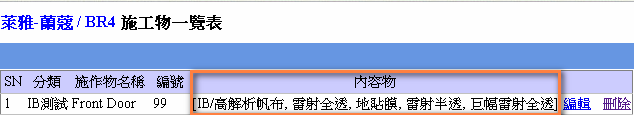 萊雅-蘭蔻 / BR4 施工物一覽表
SN 分類 施作物名稱 編號 內容物
1 IB測試 Front Door 99 [IB/高解析帆布, 雷射全透, 地貼膜, 雷射半透, 巨幅雷射全透] 編輯 刪除